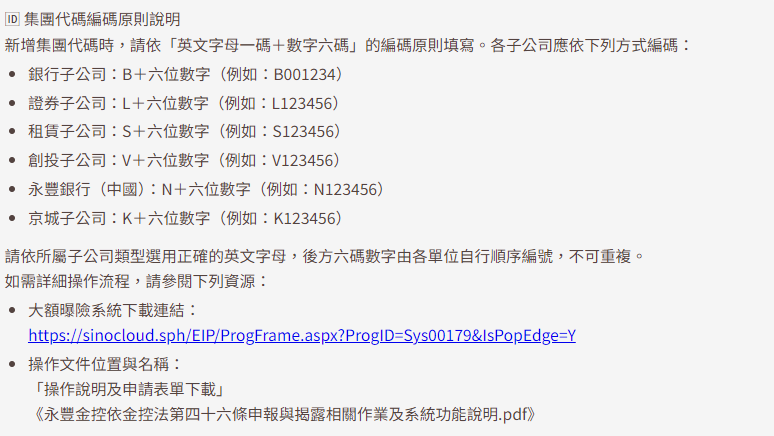 🆔 集團代碼編碼原則說明
新增集團代碼時，請依「英文字母一碼＋數字六碼」的編碼原則填寫。各子公司應依下列方式編碼：
• 銀行子公司：B＋六位數字（例如：B001234）
• 證券子公司：L＋六位數字（例如：L123456）
• 租賃子公司：S＋六位數字（例如：S123456）
• 創投子公司：V＋六位數字（例如：V123456）
• 永豐銀行（中國）：N＋六位數字（例如：N123456）
• 京城子公司：K＋六位數字（例如：K123456）
請依所屬子公司類型選用正確的英文字母，後方六碼數字由各單位自行順序編號，不可重複。
如需詳細操作流程，請參閱下列資源：
• 大額曝險系統下載連結：
https://sinocloud.sph/EIP/ProgFrame.aspx?ProgID=Sys00179&IsPopEdge=Y
• 操作文件位置與名稱：
「操作說明及申請表單下載」
《永豐金控依金控法第四十六條申報與揭露相關作業及系統功能說明.pdf》